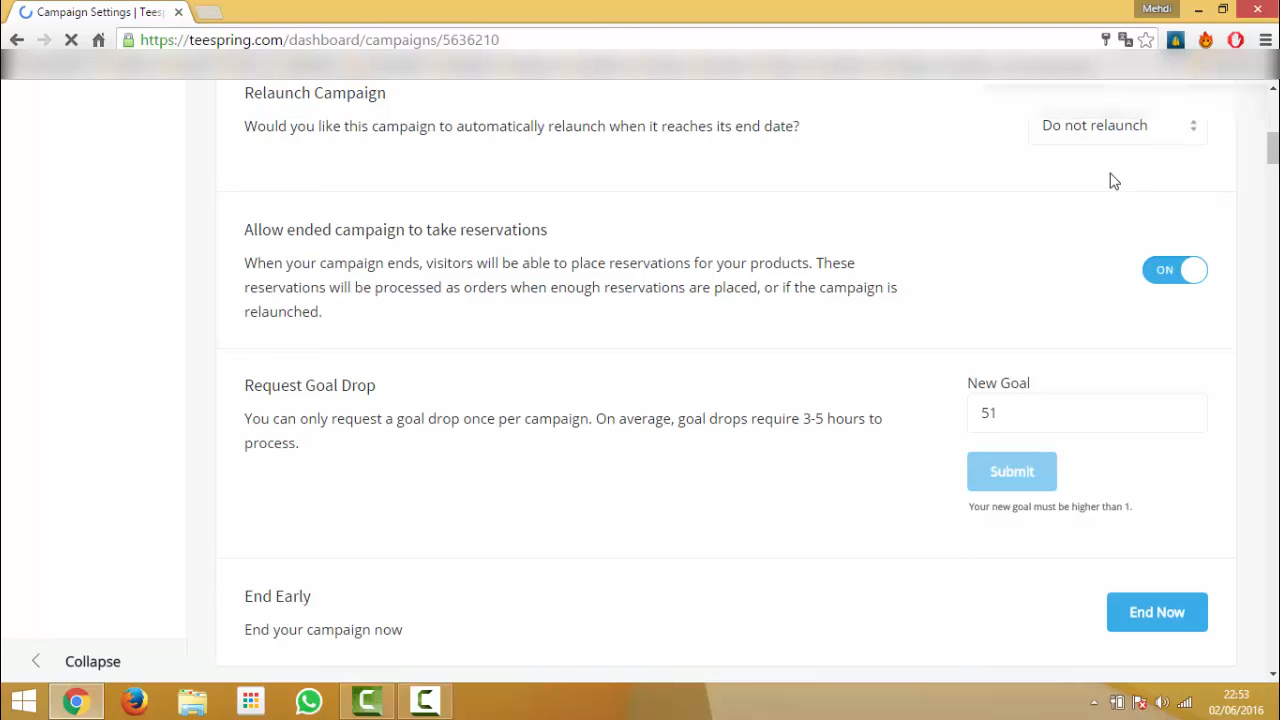 Campaign Settings | Tees
Mehdi
https://teespring.com/dashboard/campaigns/5636210
Relaunch Campaign
Would you like this campaign to automatically relaunch when it reaches its end date?
Do not relaunch
Allow ended campaign to take reservations
When your campaign ends, visitors will be able to place reservations for your products. These
reservations will be processed as orders when enough reservations are placed, or if the campaign is
relaunched.
ON
Request Goal Drop
You can only request a goal drop once per campaign. On average, goal drops require 3-5 hours to
process.
New Goal
51
Submit
Your new goal must be higher than 1.
End Early
End your campaign now
End Now
Collapse
22:53
02/06/2016